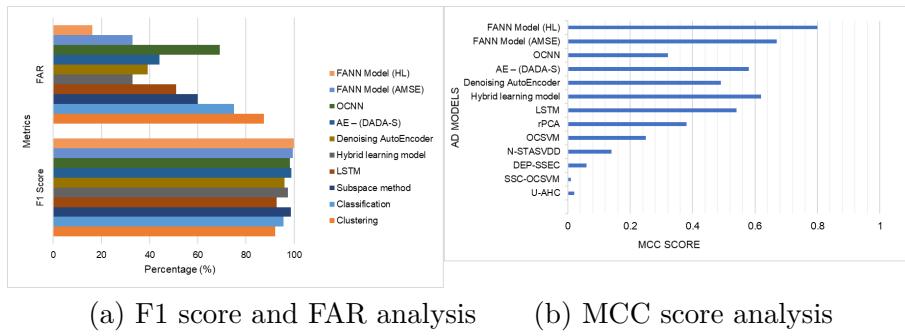 FAR
Metrics
F1 Score
0
20
40
60
80
100
Percentage (%)
FANN Model (HL)
FANN Model (AMSE)
OCNN
AE – (DADA-S)
Denoising AutoEncoder
Hybrid learning model
LSTM
Subspace method
Classification
Clustering
AD MODELS
FANN Model (HL)
FANN Model (AMSE)
OCNN
AE – (DADA-S)
Denoising AutoEncoder
Hybrid learning model
LSTM
rPCA
OCSVM
N-STASVDD
DEP-SSEC
SSC-OCSVM
U-AHC
0
0.2
0.4
0.6
0.8
1
MCC SCORE
(a) F1 score and FAR analysis
(b) MCC score analysis